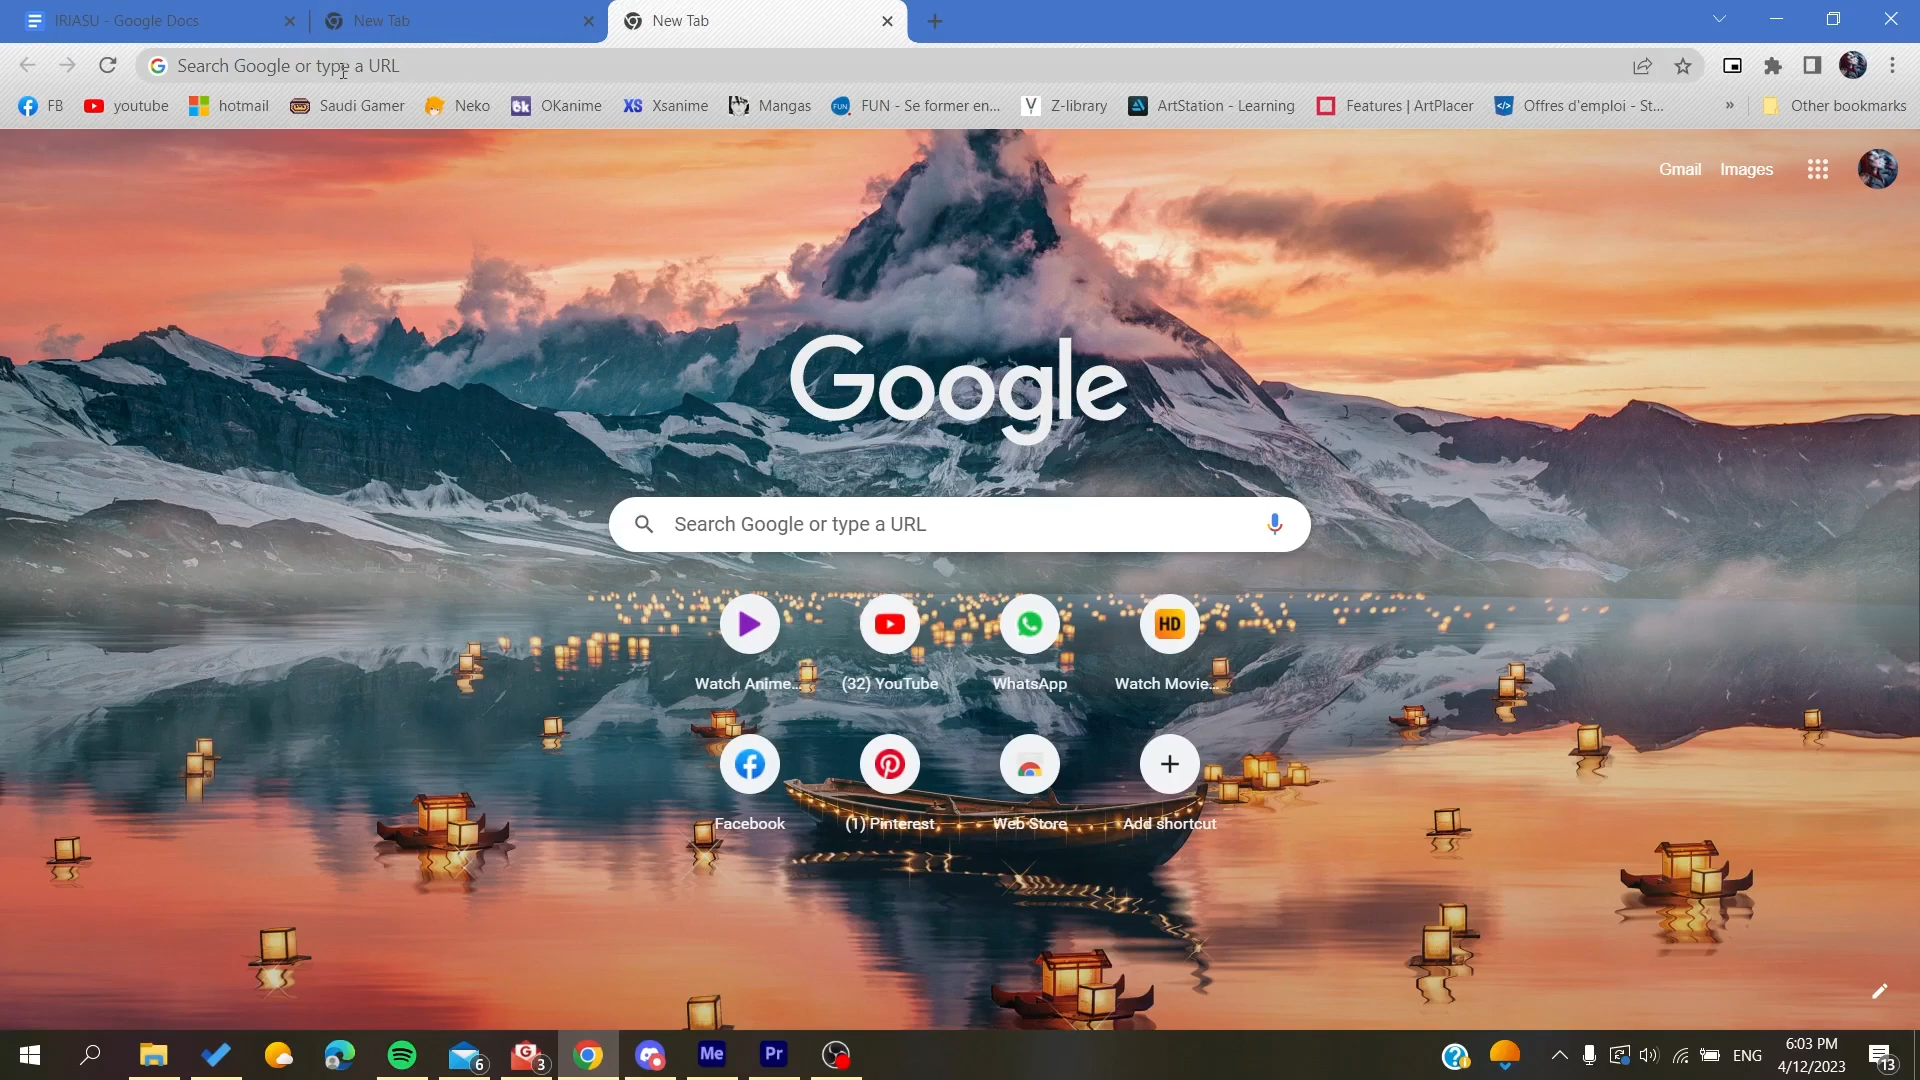 IRIASU - Google Docs
New Tab
New Tab
Search Google or type a URL
FB
youtube
hotmail
Saudi Gamer
Neko
OKanime
Xsanime
Mangas
FUN - Se former en...
Z-library
ArtStation - Learning
Features | ArtPlacer
Offres d'emploi - St...
»
Other bookmarks
Gmail
Images
Google
Search Google or type a URL
HD
Watch Anime...
(32) YouTube
WhatsApp
Watch Movie...
Facebook
(1) Pinterest
Web Store
Add shortcut
6
3
Me
Pr
ENG
6:03 PM
4/12/2023
13